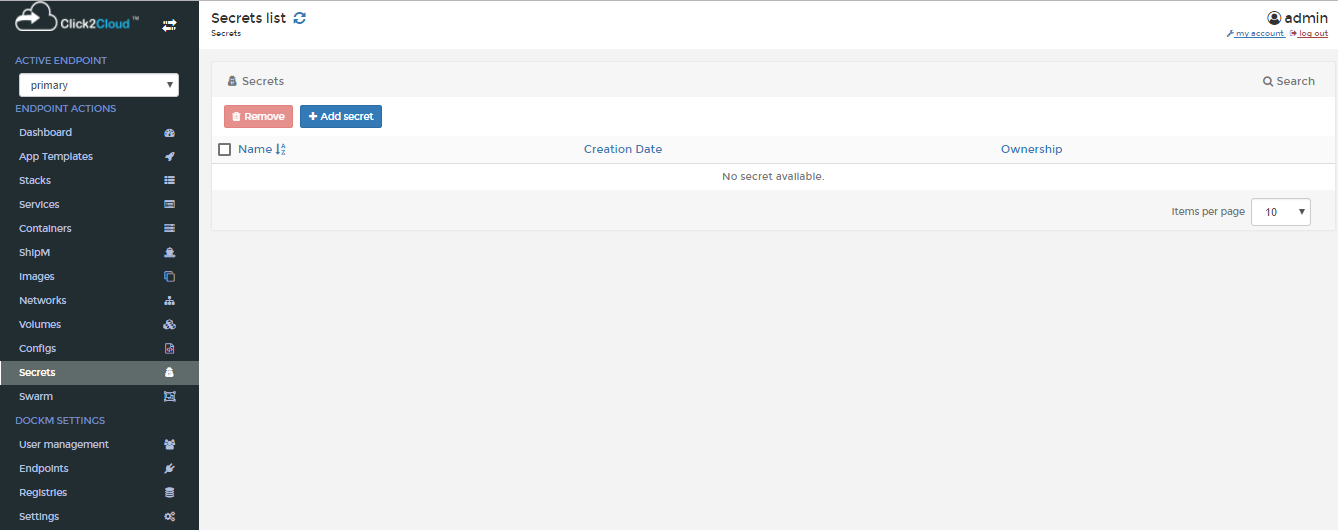 Click2Cloud™
ACTIVE ENDPOINT
primary
ENDPOINT ACTIONS
Dashboard
App Templates
Stacks
Services
Containers
ShipM
Images
Networks
Volumes
Configs
Secrets
Swarm
DOCKM SETTINGS
User management
Endpoints
Registries
Settings
Secrets list
Secrets
admin
my account log out
Secrets
Search
Remove + Add secret
Name Creation Date Ownership
No secret available.
Items per page 10